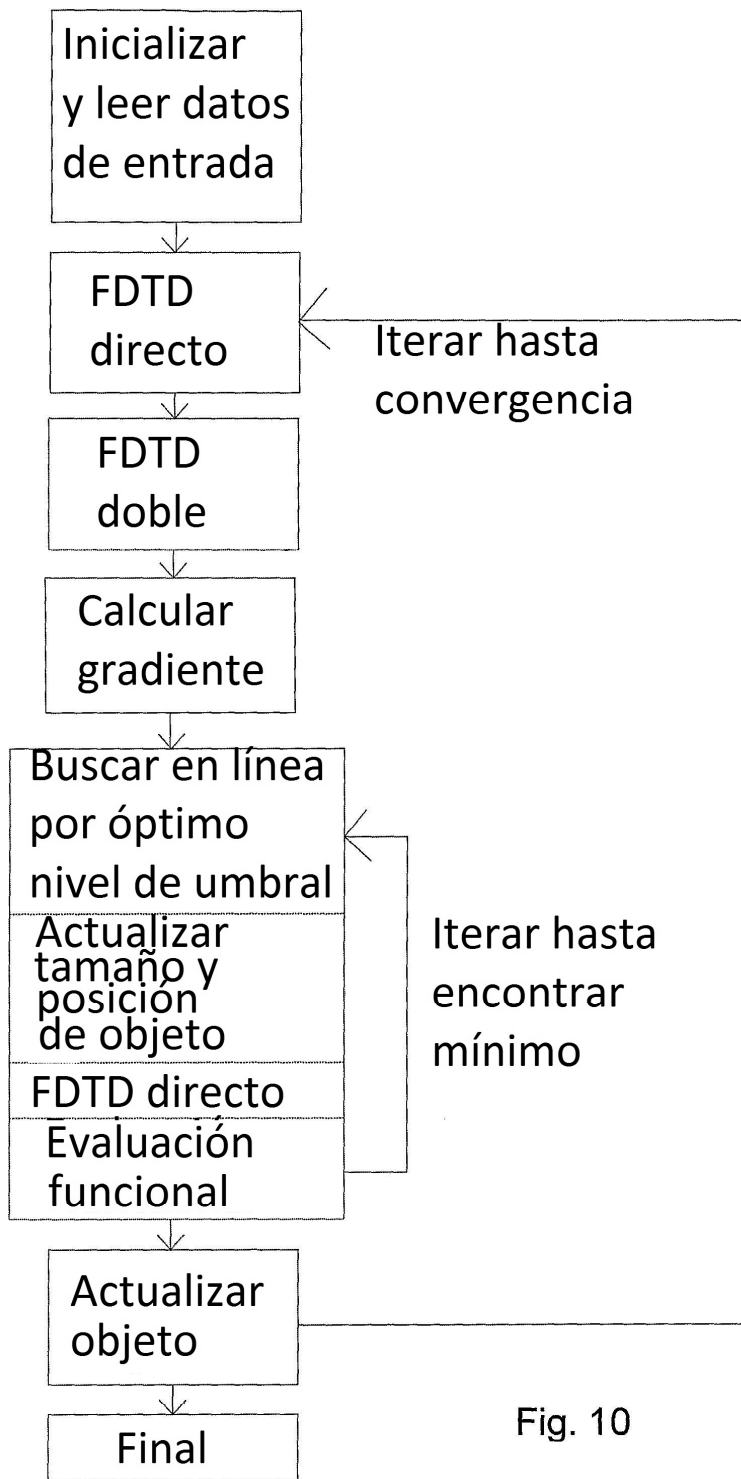 Inicializar
y leer datos
de entrada
FDTD
directo
Iterar hasta
convergencia
FDTD
doble
Calcular
gradiente
Buscar en línea
por óptimo
nivel de umbral
Actualizar
tamaño y
posición
de objeto
FDTD directo
Evaluación
funcional
Iterar hasta
encontrar
mínimo
Actualizar
objeto
Final
Fig. 10